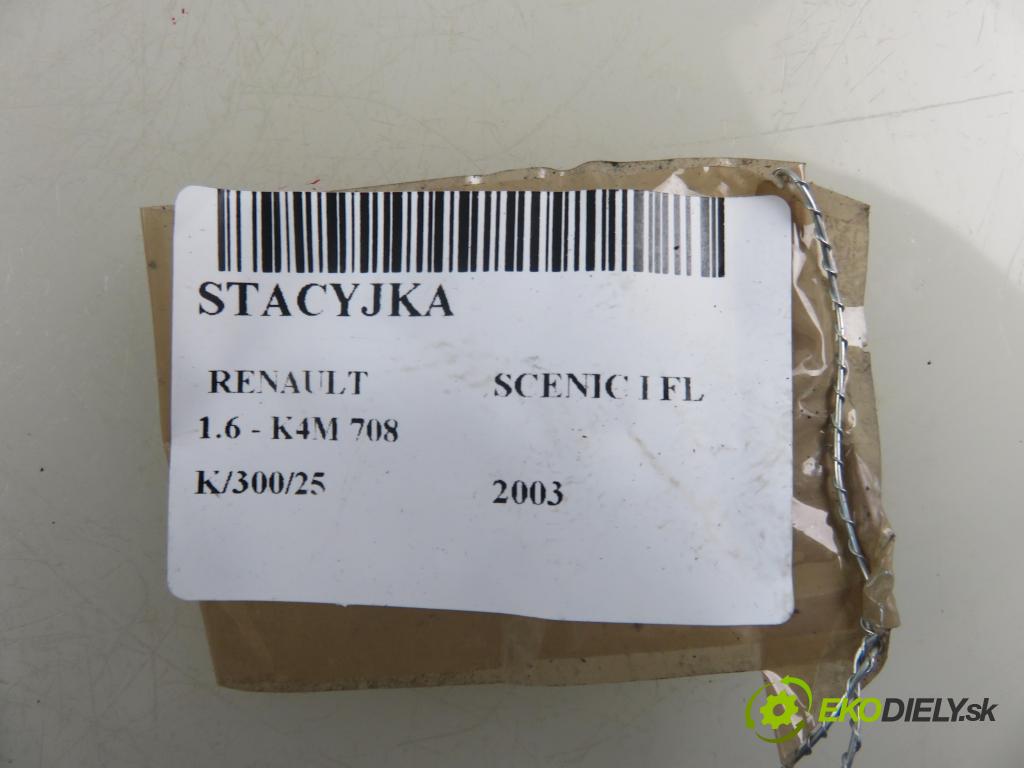 STACYJKA
RENAULT SCENIC I FL
1.6 - K4M 708
K/300/25 2003
EKODIELY.sk